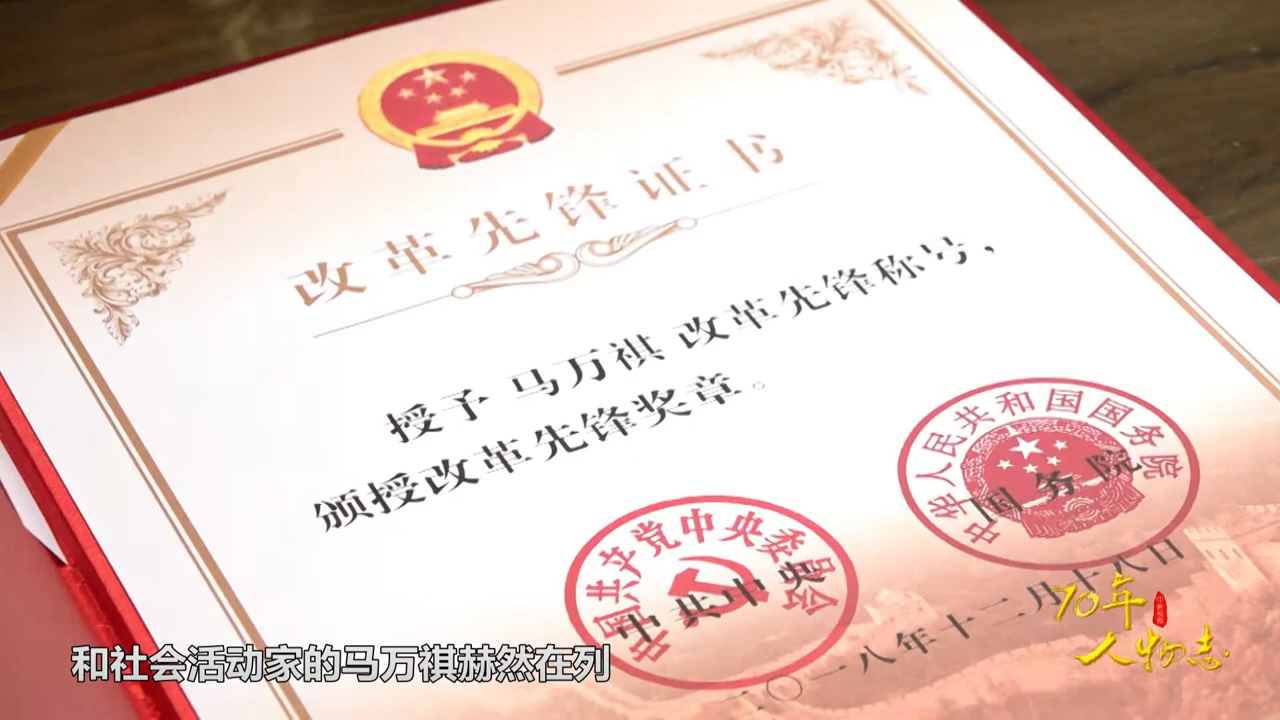 改革先锋证书
授予 马万祺 改革先锋称号，
颁授改革先锋奖章。
中华人民共和国国务院
国务院
中国共产党中央委员会
中共中央
二〇一八年十二月十八日
70年
人物志
和社会活动家的马万祺赫然在列